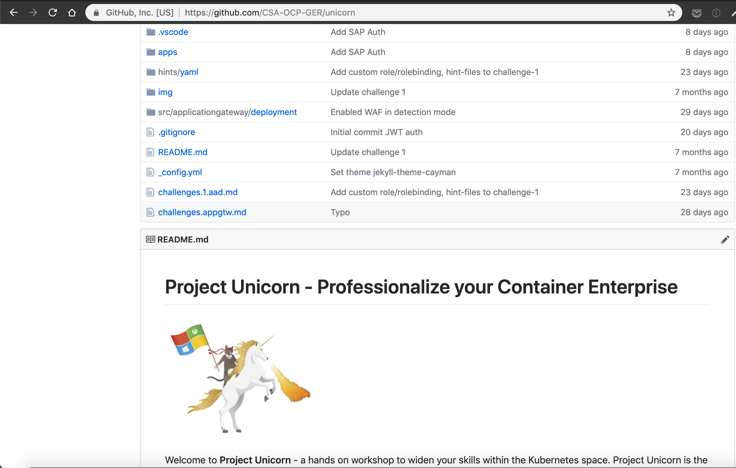 GitHub, Inc. [US] | https://github.com/CSA-OCP-GER/unicorn
.vscode Add SAP Auth 8 days ago
apps Add SAP Auth 8 days ago
hints/yaml Add custom role/rolebinding, hint-files to challenge-1 23 days ago
img Update challenge 1 7 months ago
src/applicationgateway/deployment Enabled WAF in detection mode 29 days ago
.gitignore Initial commit JWT auth 20 days ago
README.md Update challenge 1 7 months ago
_config.yml Set theme jekyll-theme-cayman 7 months ago
challenges.1.aad.md Add custom role/rolebinding, hint-files to challenge-1 23 days ago
challenges.appgtw.md Typo 28 days ago
README.md
Project Unicorn - Professionalize your Container Enterprise
Welcome to Project Unicorn - a hands on workshop to widen your skills within the Kubernetes space. Project Unicorn is the